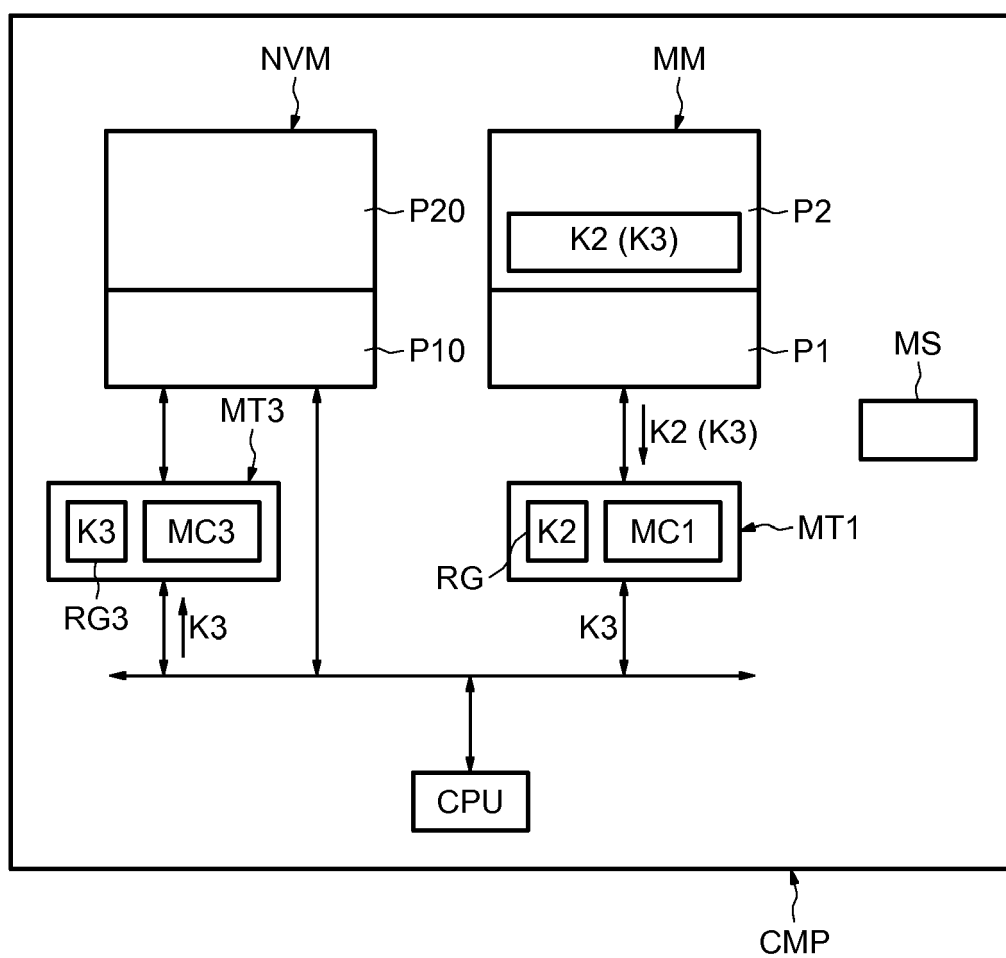 NVM
MM
P20
P2
K2 (K3)
P10
P1
MS
MT3
K2 (K3)
K3
MC3
K2
MC1
MT1
RG3
RG
K3
K3
CPU
CMP